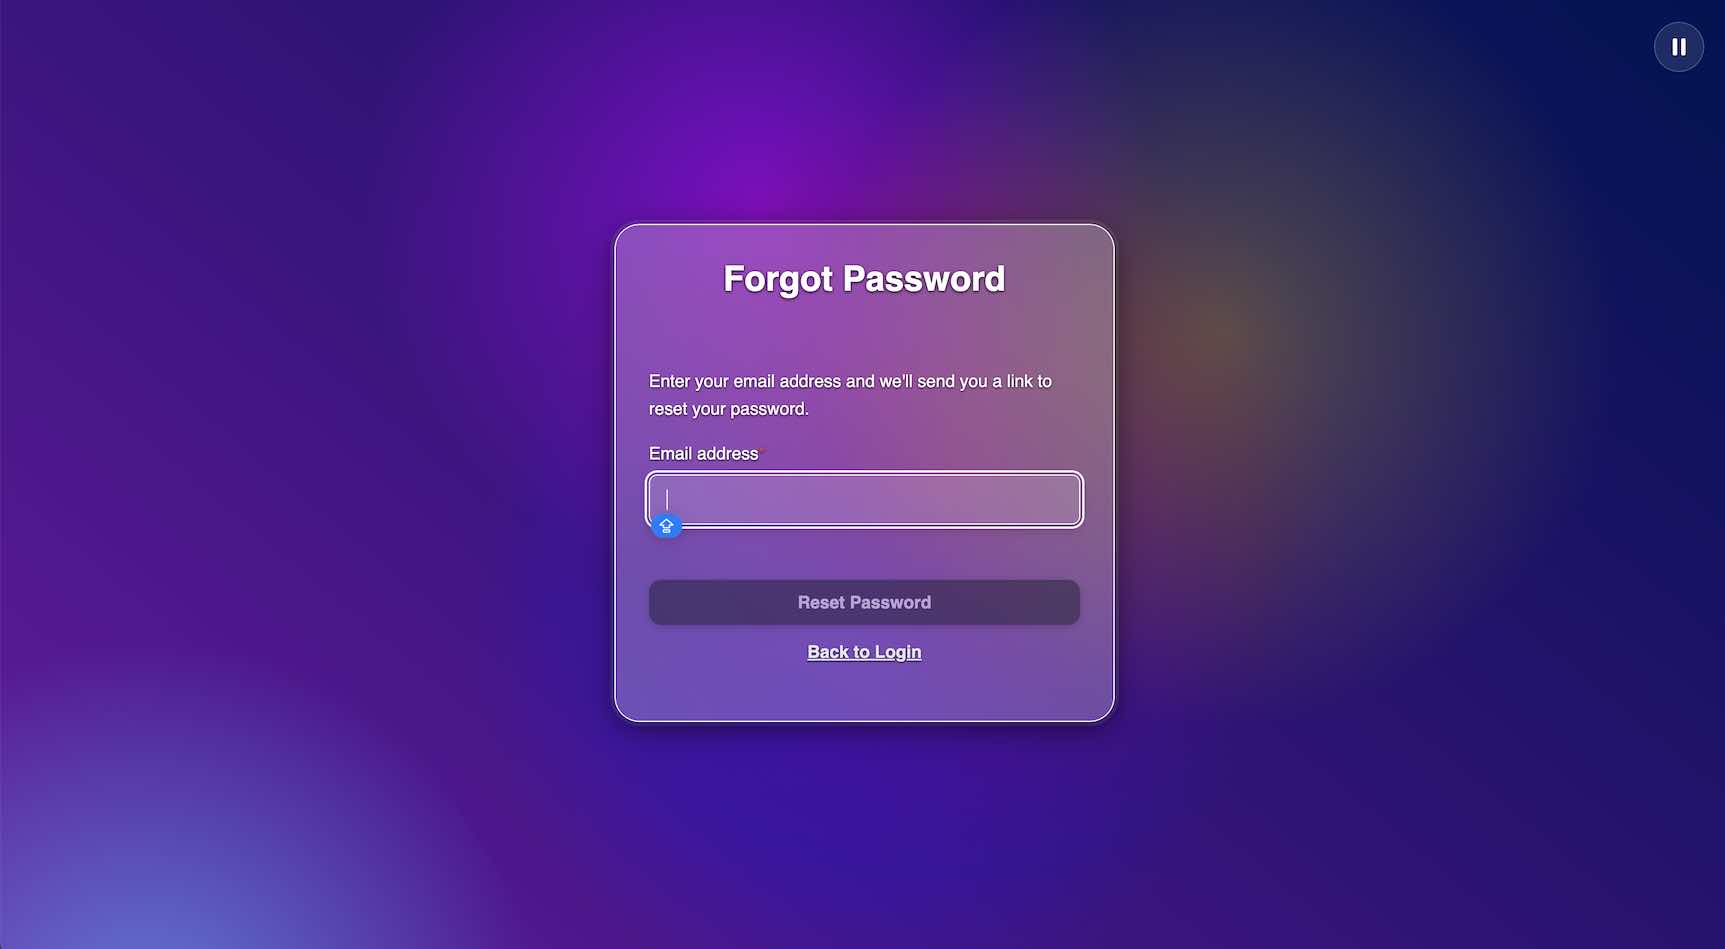 Forgot Password
Enter your email address and we'll send you a link to
reset your password.
Email address*
Reset Password
Back to Login